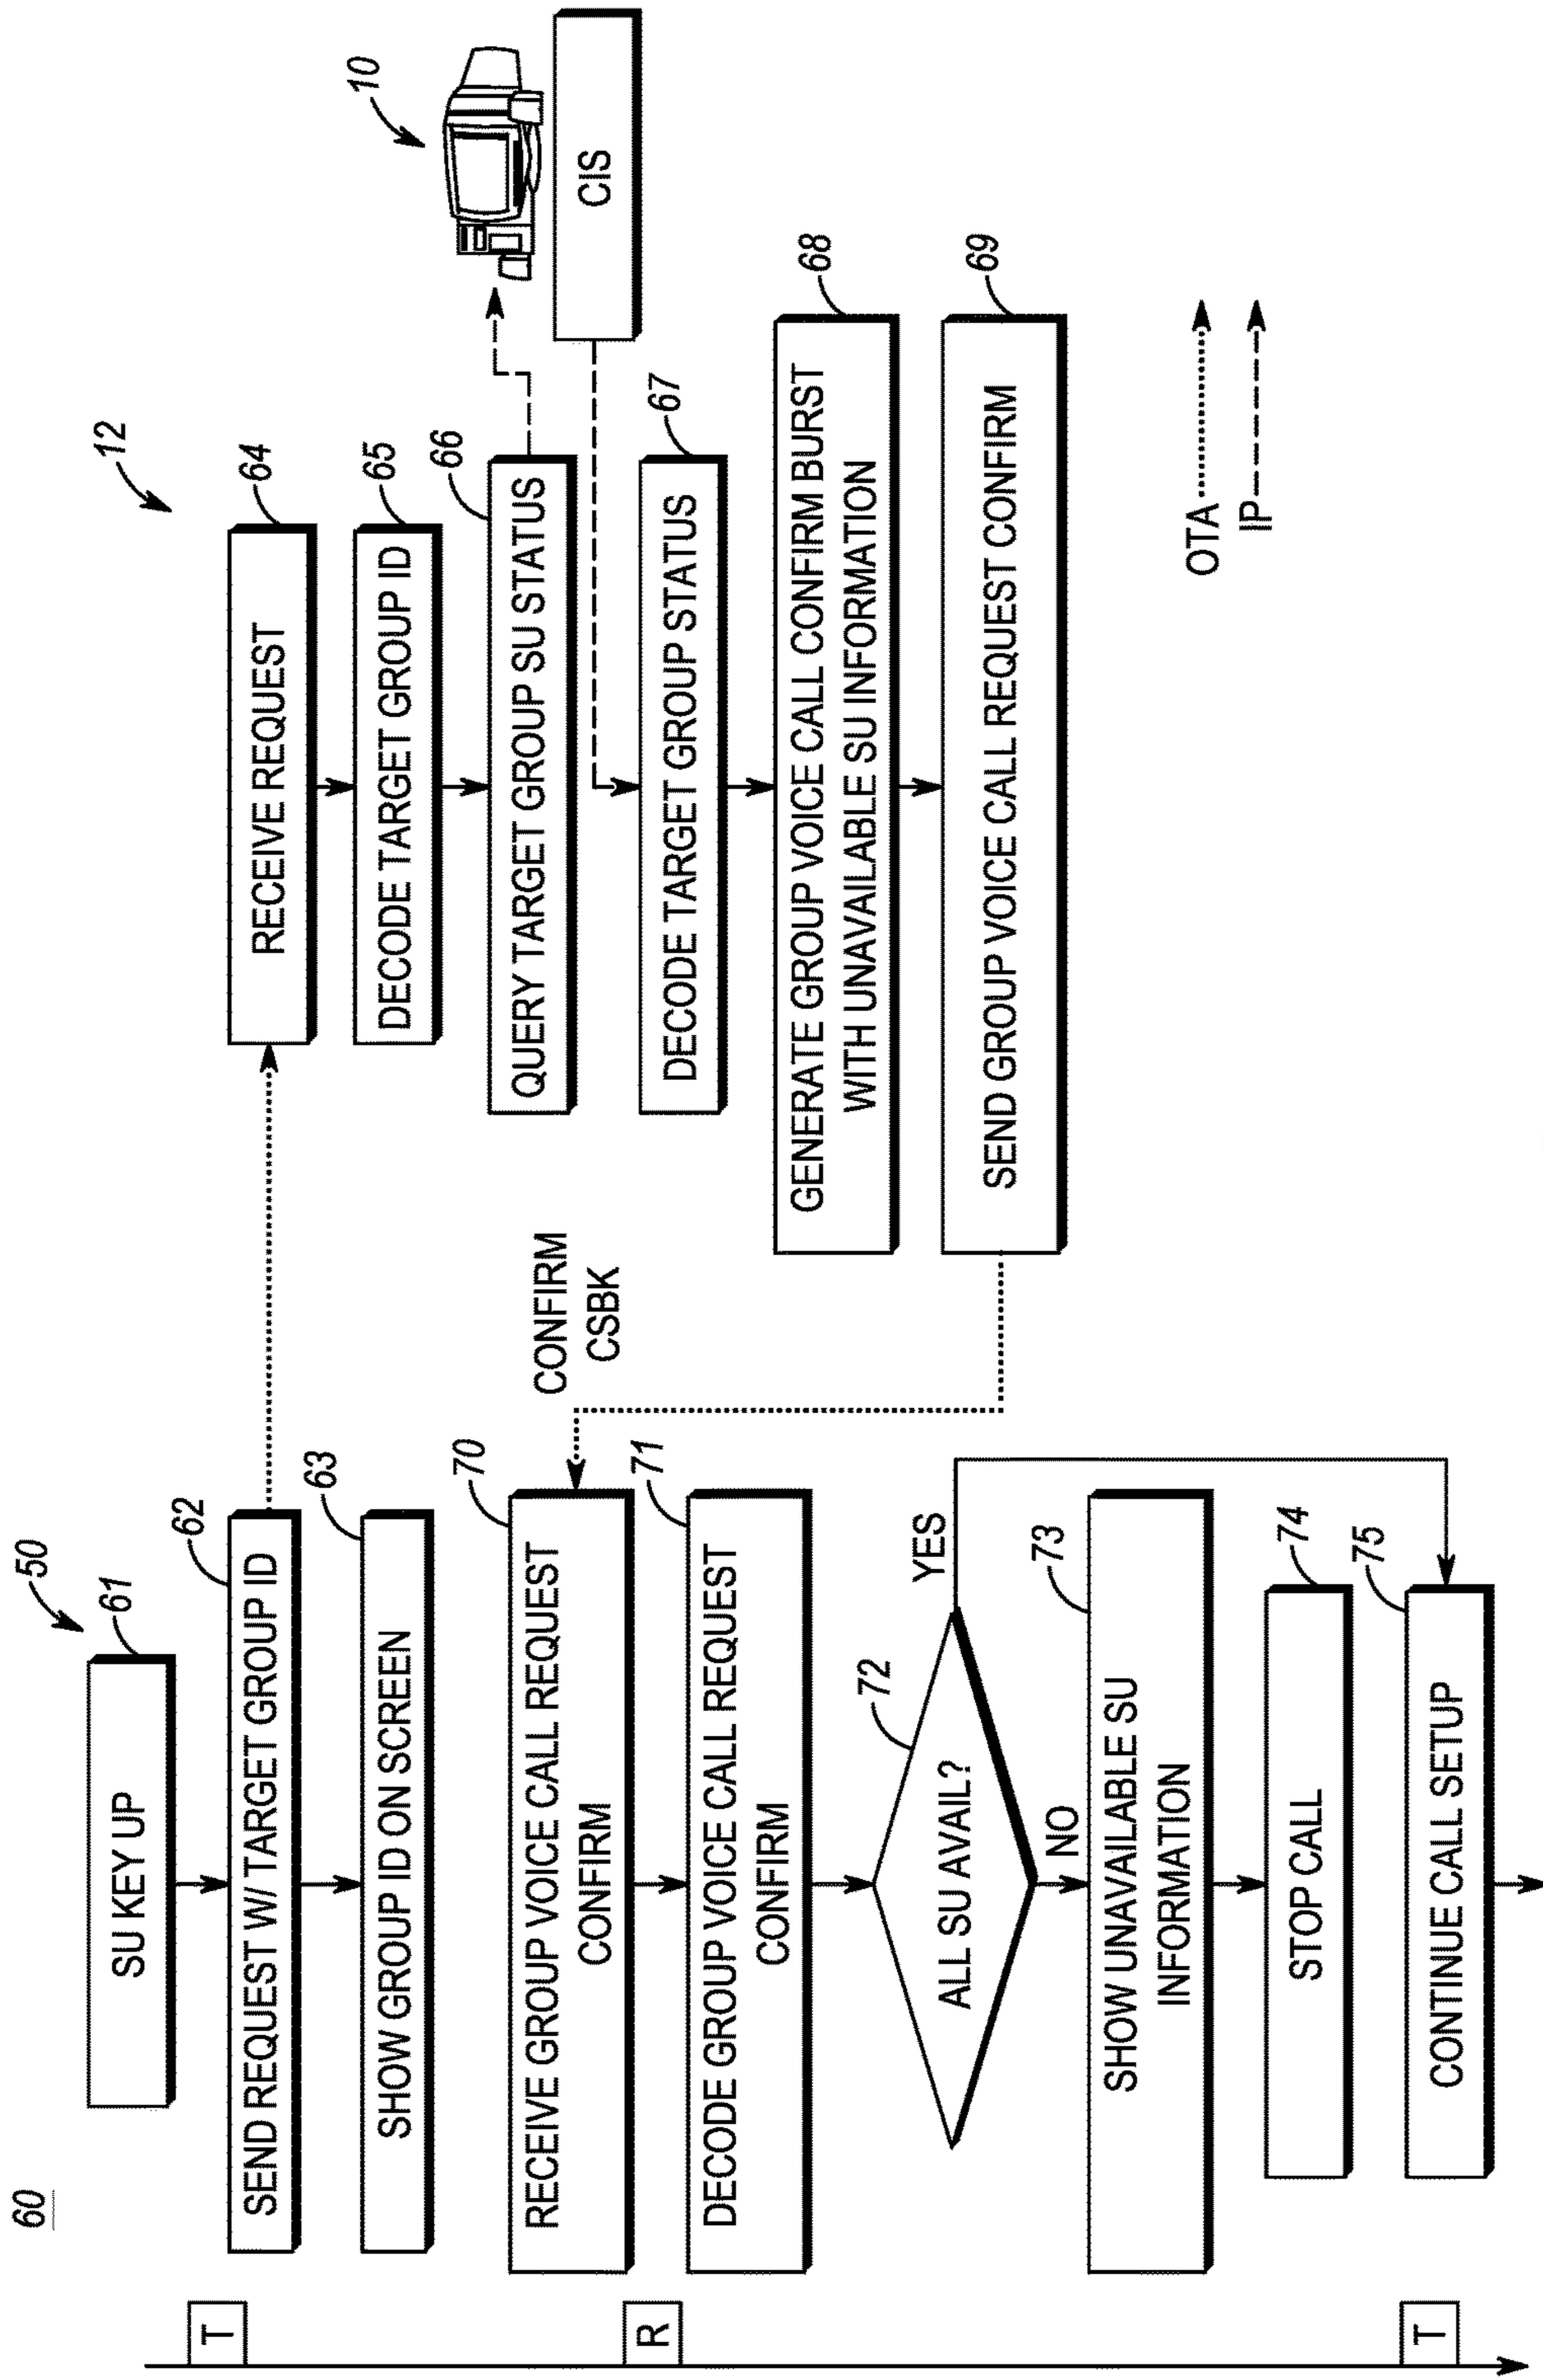 60
50
SU KEY UP
61
SEND REQUEST W/ TARGET GROUP ID
62
SHOW GROUP ID ON SCREEN
63
RECEIVE GROUP VOICE CALL REQUEST
CONFIRM
70
DECODE GROUP VOICE CALL REQUEST
CONFIRM
71
ALL SU AVAIL?
72
YES
NO
SHOW UNAVAILABLE SU
INFORMATION
73
STOP CALL
74
CONTINUE CALL SETUP
75
T
R
T
CONFIRM
CSBK
12
RECEIVE REQUEST
64
DECODE TARGET GROUP ID
65
QUERY TARGET GROUP SU STATUS
66
DECODE TARGET GROUP STATUS
67
GENERATE GROUP VOICE CALL CONFIRM BURST
WITH UNAVAILABLE SU INFORMATION
68
SEND GROUP VOICE CALL REQUEST CONFIRM
69
10
CIS
OTA
IP